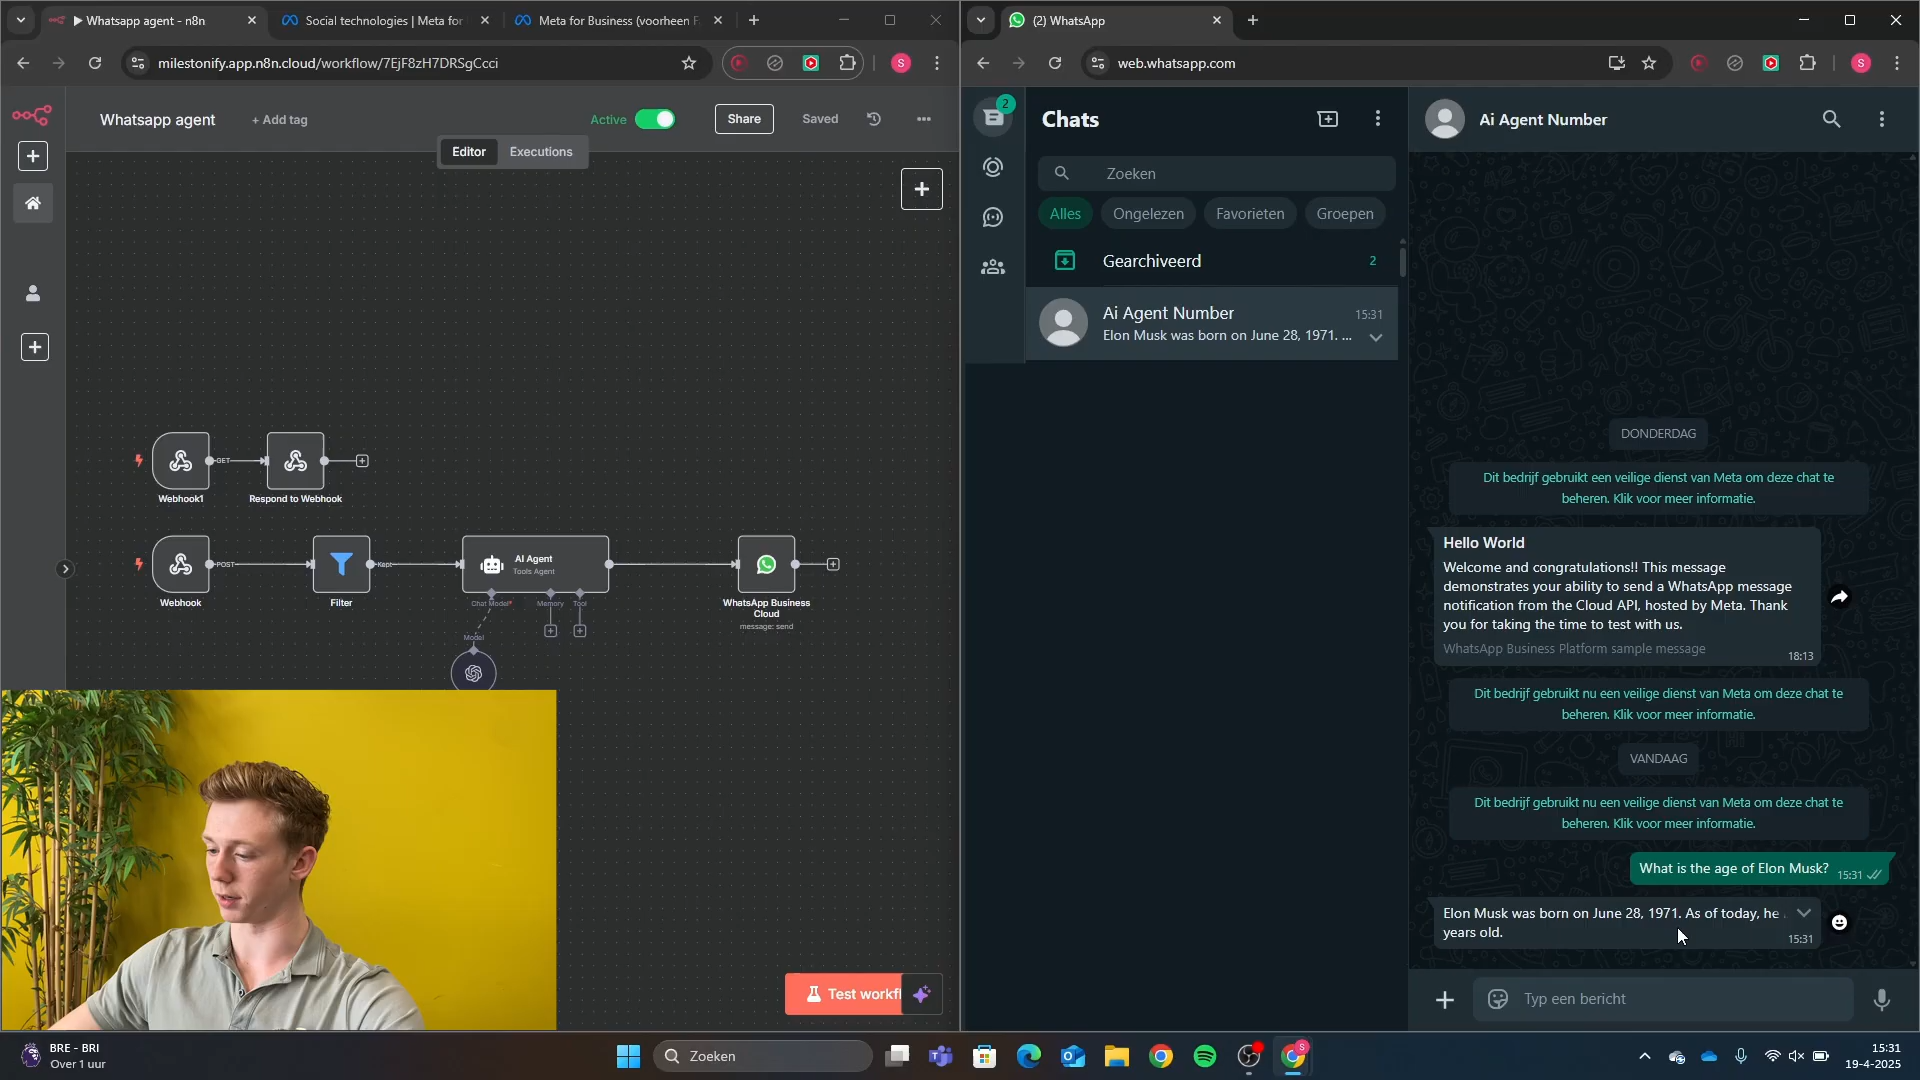 Whatsapp agent - n8n
Social technologies | Meta for
Meta for Business (voorheen F
milestonify.app.n8n.cloud/workflow/7EjF8zH7DRSgCcci
S
Whatsapp agent
+ Add tag
Active
Share
Saved
Editor
Executions
GET
Webhook1
Respond to Webhook
POST
Kept
AI Agent
Tools Agent
Webhook
Filter
Chat Model*
Memory
Tool
Model
WhatsApp Business
Cloud
message: send
Test workfl
(2) WhatsApp
web.whatsapp.com
S
2
Chats
Zoeken
Alles
Ongelezen
Favorieten
Groepen
Gearchiveerd
2
Ai Agent Number
15:31
Elon Musk was born on June 28, 1971. ...
Ai Agent Number
DONDERDAG
Dit bedrijf gebruikt een veilige dienst van Meta om deze chat te
beheren. Klik voor meer informatie.
Hello World
Welcome and congratulations!! This message
demonstrates your ability to send a WhatsApp message
notification from the Cloud API, hosted by Meta. Thank
you for taking the time to test with us.
WhatsApp Business Platform sample message
18:13
Dit bedrijf gebruikt nu een veilige dienst van Meta om deze chat te
beheren. Klik voor meer informatie.
VANDAAG
Dit bedrijf gebruikt nu een veilige dienst van Meta om deze chat te
beheren. Klik voor meer informatie.
What is the age of Elon Musk?
15:31
Elon Musk was born on June 28, 1971. As of today, he
years old.
15:31
Typ een bericht
BRE - BRI
Over 1 uur
Zoeken
S
15:31
19-4-2025